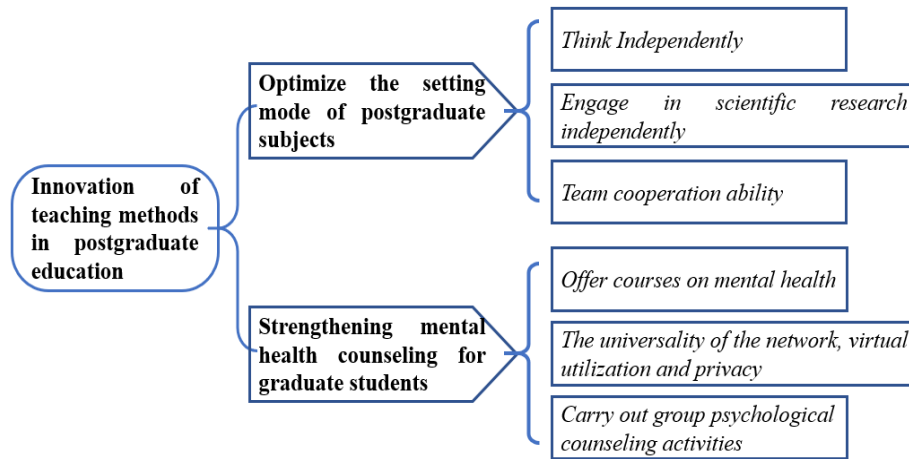 Innovation of
teaching methods
in postgraduate
education
Optimize the setting
mode of postgraduate
subjects
Think Independently
Engage in scientific research
independently
Team cooperation ability
Strengthening mental
health counseling for
graduate students
Offer courses on mental health
The universality of the network, virtual
utilization and privacy
Carry out group psychological
counseling activities